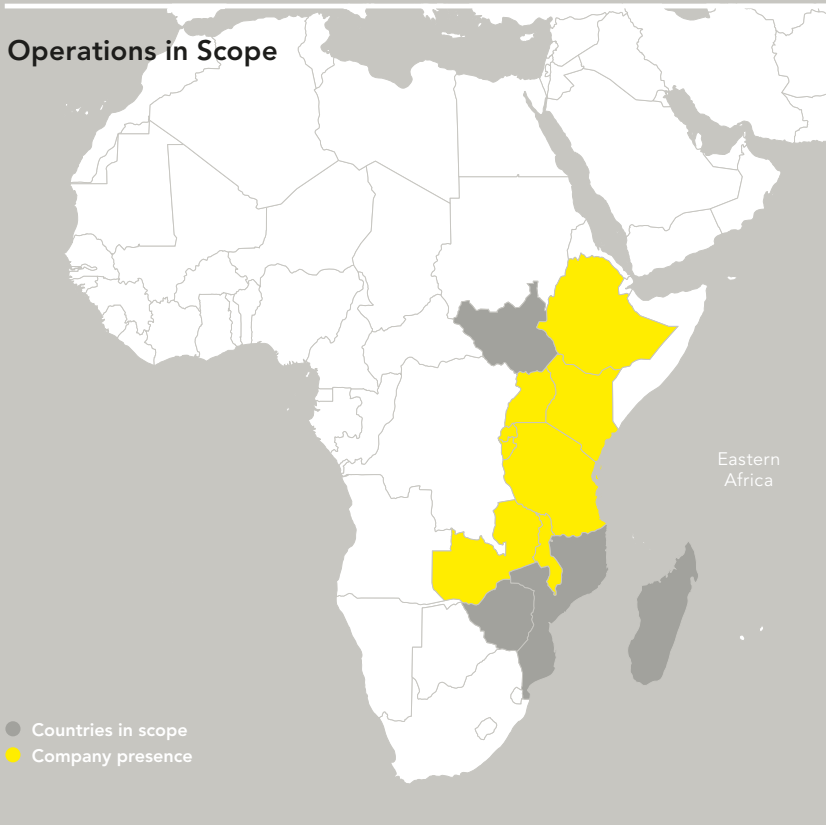 Operations in Scope
Eastern
Africa
Countries in scope
Company presence